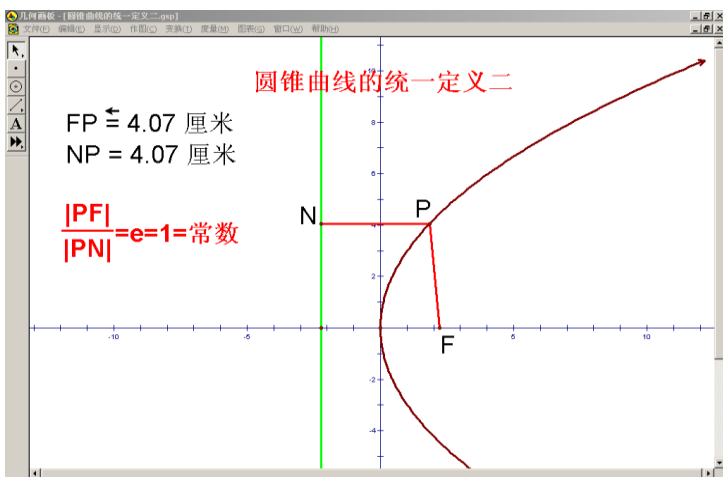 几何画板 - [圆锥曲线的统一定义二.gsp]
文件(F) 编辑(E) 显示(D) 作图(C) 变换(T) 度量(M) 图表(G) 窗口(W) 帮助(H)
圆锥曲线的统一定义二
FP = 4.07 厘米
NP = 4.07 厘米
|PF|
|PN|
=e=1=常数
A
N
P
F
10
8
6
4
2
-2
-4
-10
-5
5
10